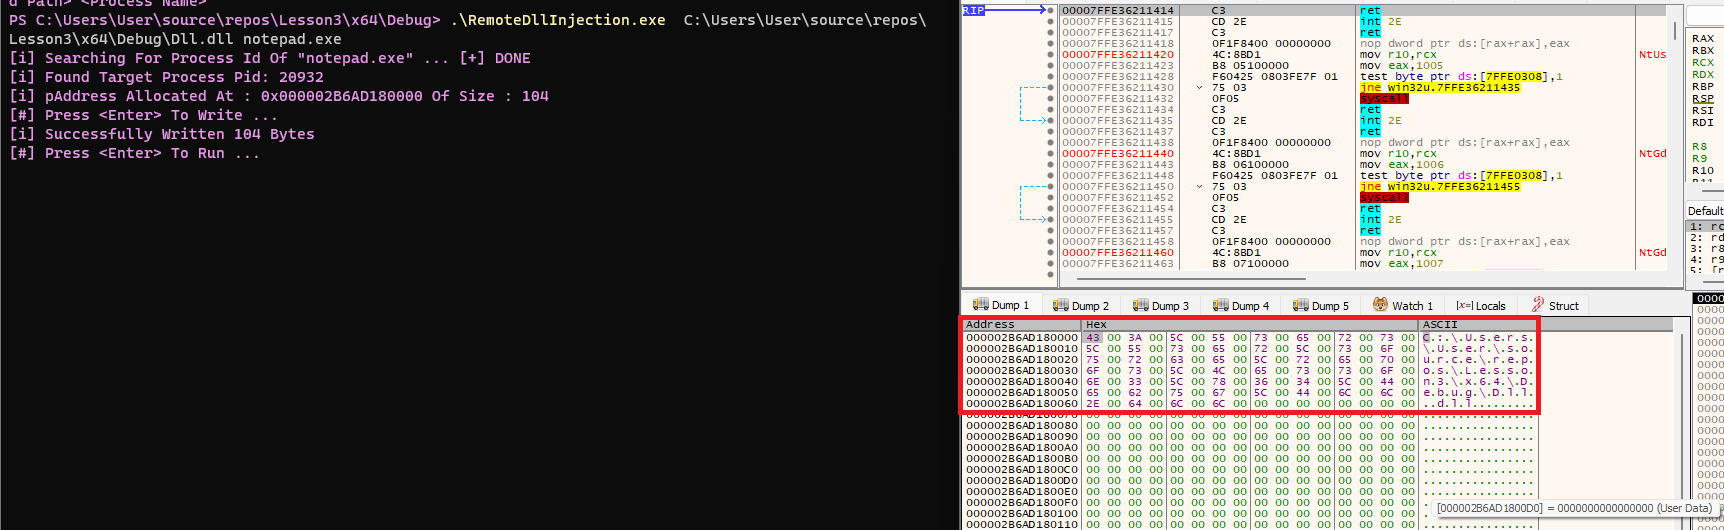 d Path> <Process Name>
PS C:\Users\User\source\repos\Lesson3\x64\Debug> .\RemoteDllInjection.exe  C:\Users\User\source\repos\
Lesson3\x64\Debug\Dll.dll notepad.exe
[i] Searching For Process Id Of "notepad.exe" ... [+] DONE
[i] Found Target Process Pid: 20932
[i] pAddress Allocated At : 0x000002B6AD180000 Of Size : 104
[#] Press <Enter> To Write ...
[i] Successfully Written 104 Bytes
[#] Press <Enter> To Run ...
RIP
00007FFE36211414 C3 ret
00007FFE36211415 CD 2E int 2E
00007FFE36211417 C3 ret
00007FFE36211418 0F1F8400 00000000 nop dword ptr ds:[rax+rax],eax
00007FFE36211420 4C:8BD1 mov r10,rcx NtUs
00007FFE36211423 B8 05100000 mov eax,1005
00007FFE36211428 F60425 0803FE7F 01 test byte ptr ds:[7FFE0308],1
00007FFE36211430 75 03 jne win32u.7FFE36211435
00007FFE36211432 0F05 syscall
00007FFE36211434 C3 ret
00007FFE36211435 CD 2E int 2E
00007FFE36211437 C3 ret
00007FFE36211438 0F1F8400 00000000 nop dword ptr ds:[rax+rax],eax
00007FFE36211440 4C:8BD1 mov r10,rcx NtGd
00007FFE36211443 B8 06100000 mov eax,1006
00007FFE36211448 F60425 0803FE7F 01 test byte ptr ds:[7FFE0308],1
00007FFE36211450 75 03 jne win32u.7FFE36211455
00007FFE36211452 0F05 syscall
00007FFE36211454 C3 ret
00007FFE36211455 CD 2E int 2E
00007FFE36211457 C3 ret
00007FFE36211458 0F1F8400 00000000 nop dword ptr ds:[rax+rax],eax
00007FFE36211460 4C:8BD1 mov r10,rcx NtGd
00007FFE36211463 B8 07100000 mov eax,1007
RAX
RBX
RCX
RDX
RBP
RSP
RSI
RDI
R8
R9
R10
Default
1: rc
2: rd
3: r8
4: r9
5: [r
Dump 1 Dump 2 Dump 3 Dump 4 Dump 5 Watch 1 [x=] Locals Struct
Address Hex ASCII
000002B6AD180000 43 00 3A 00 5C 00 55 00 73 00 65 00 72 00 73 00 C.:.\.U.s.e.r.s.
000002B6AD180010 5C 00 55 00 73 00 65 00 72 00 5C 00 73 00 6F 00 \.U.s.e.r.\.s.o.
000002B6AD180020 75 00 72 00 63 00 65 00 5C 00 72 00 65 00 70 00 u.r.c.e.\.r.e.p.
000002B6AD180030 6F 00 73 00 5C 00 4C 00 65 00 73 00 73 00 6F 00 o.s.\.L.e.s.s.o.
000002B6AD180040 6E 00 33 00 5C 00 78 00 36 00 34 00 5C 00 44 00 n.3.\.x.6.4.\.D.
000002B6AD180050 65 00 62 00 75 00 67 00 5C 00 44 00 6C 00 6C 00 e.b.u.g.\.D.l.l.
000002B6AD180060 2E 00 64 00 6C 00 6C 00 00 00 00 00 00 00 00 00 ..d.l.l.........
000002B6AD180070 00 00 00 00 00 00 00 00 00 00 00 00 00 00 00 00 ................
000002B6AD180080 00 00 00 00 00 00 00 00 00 00 00 00 00 00 00 00 ................
000002B6AD180090 00 00 00 00 00 00 00 00 00 00 00 00 00 00 00 00 ................
000002B6AD1800A0 00 00 00 00 00 00 00 00 00 00 00 00 00 00 00 00 ................
000002B6AD1800B0 00 00 00 00 00 00 00 00 00 00 00 00 00 00 00 00 ................
000002B6AD1800C0 00 00 00 00 00 00 00 00 00 00 00 00 00 00 00 00 ................
000002B6AD1800D0 00 00 00 00 00 00 00 00 00 00 00 00 00 00 00 00 ................
000002B6AD1800E0 00 00 00 00 00 00 00 00 00 00 00 00 00 00 00 00 ................
000002B6AD1800F0 00 00 00 00 00 00 00 00 00 00 00 00 00 00 00 00
000002B6AD180100 00 00 00 00 00 00 00 00 00 00 00 00 00 00 00 00 ................
000002B6AD180110 00 00 00 00 00 00 00 00 00 00 00 00 00 00 00 00 ................
[000002B6AD1800D0] = 0000000000000000 (User Data)